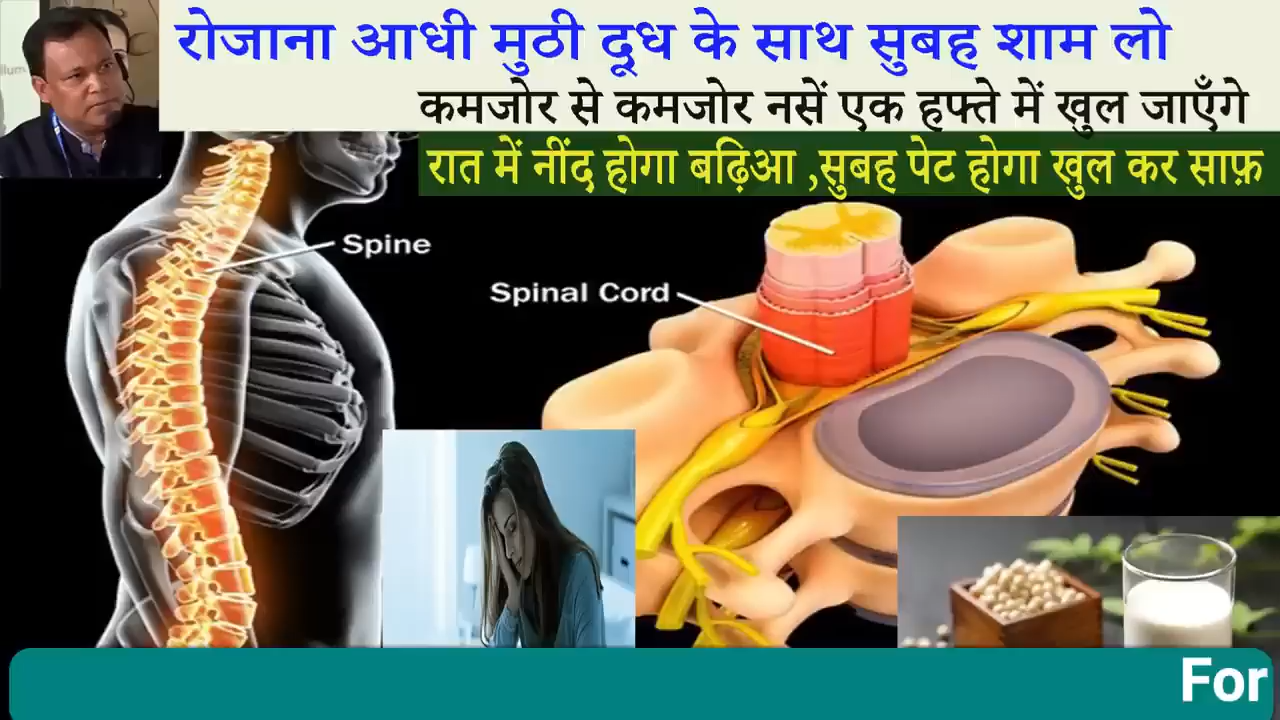 रोजाना आधी मुठी दूध के साथ सुबह शाम लो
कमजोर से कमजोर नसें एक हफ्ते में खुल जाएँगे
रात में नींद होगा बढ़िआ ,सुबह पेट होगा खुल कर साफ़
Spine
Spinal Cord
For